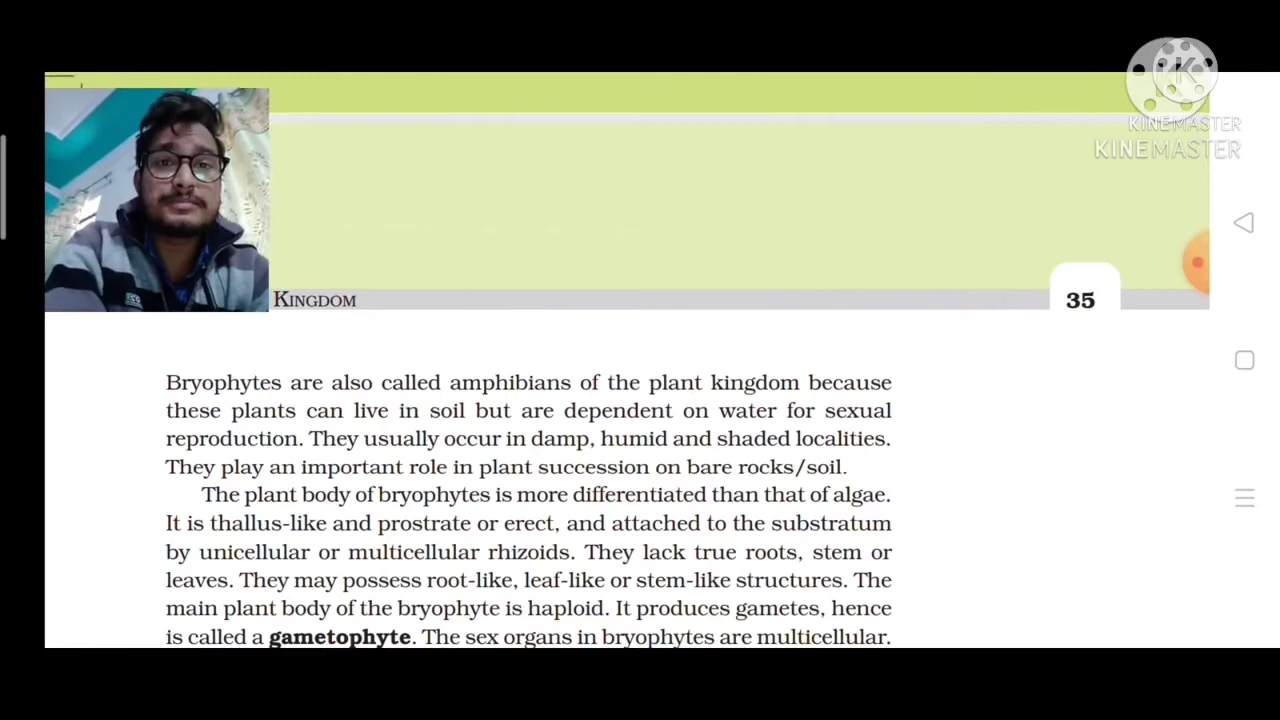 KINEMASTER
KINEMASTER
KINGDOM
35
Bryophytes are also called amphibians of the plant kingdom because
these plants can live in soil but are dependent on water for sexual
reproduction. They usually occur in damp, humid and shaded localities.
They play an important role in plant succession on bare rocks/soil.
The plant body of bryophytes is more differentiated than that of algae.
It is thallus-like and prostrate or erect, and attached to the substratum
by unicellular or multicellular rhizoids. They lack true roots, stem or
leaves. They may possess root-like, leaf-like or stem-like structures. The
main plant body of the bryophyte is haploid. It produces gametes, hence
is called a gametophyte. The sex organs in bryophytes are multicellular.